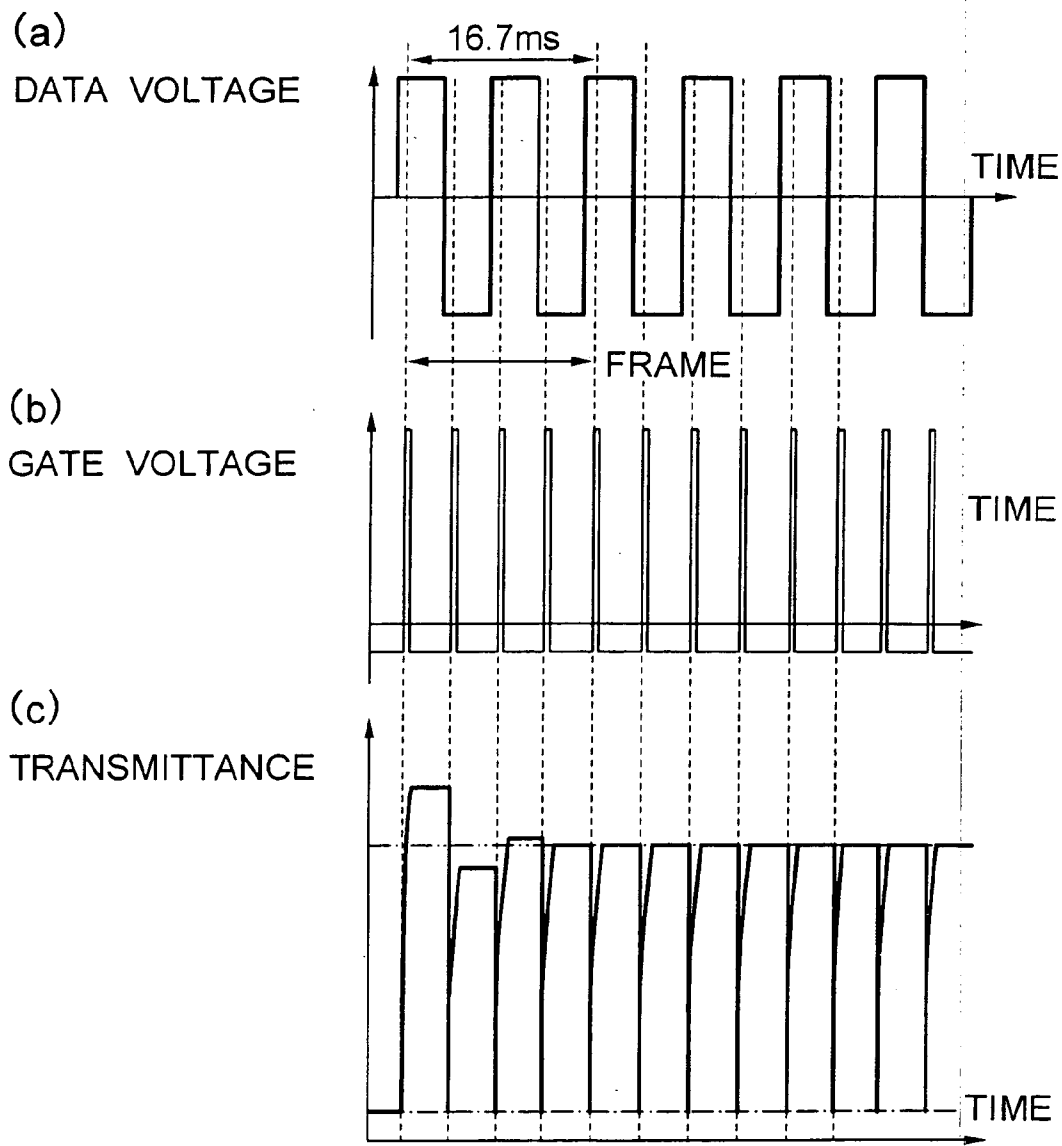 (a)
16.7ms
DATA VOLTAGE
TIME
FRAME
(b)
GATE VOLTAGE
TIME
(c)
TRANSMITTANCE
TIME